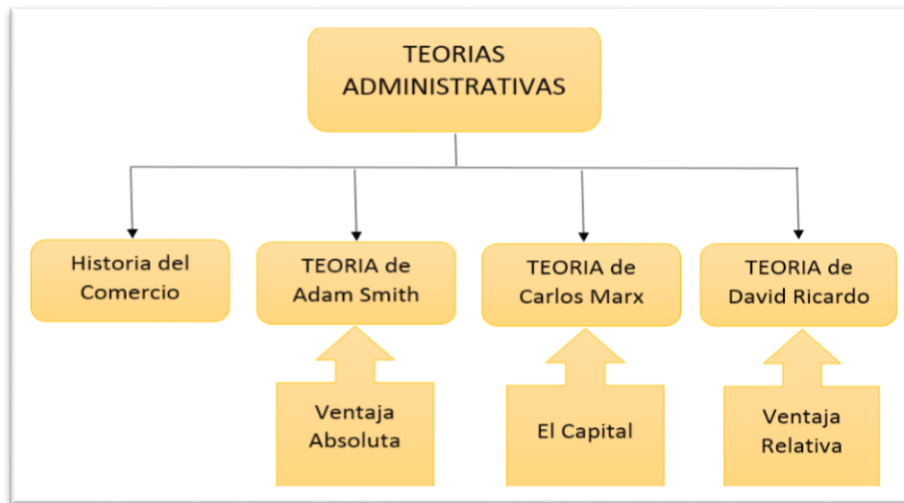 TEORIAS
ADMINISTRATIVAS
Historia del
Comercio
TEORIA de
Adam Smith
TEORIA de
Carlos Marx
TEORIA de
David Ricardo
Ventaja
Absoluta
El Capital
Ventaja
Relativa